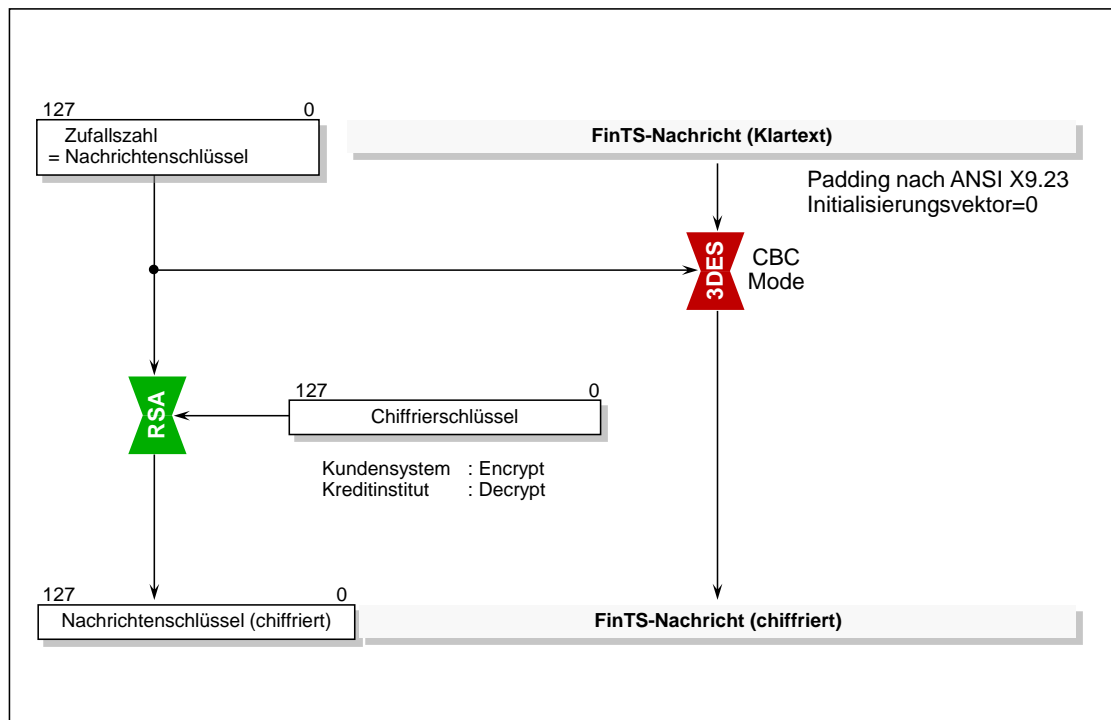 127 0
Zufallszahl
= Nachrichtenschlüssel
FinTS-Nachricht (Klartext)
Padding nach ANSI X9.23
Initialisierungsvektor=0
3DES
CBC
Mode
RSA
127 0
Chiffrierschlüssel
Kundensystem : Encrypt
Kreditinstitut : Decrypt
127 0
Nachrichtenschlüssel (chiffriert)
FinTS-Nachricht (chiffriert)